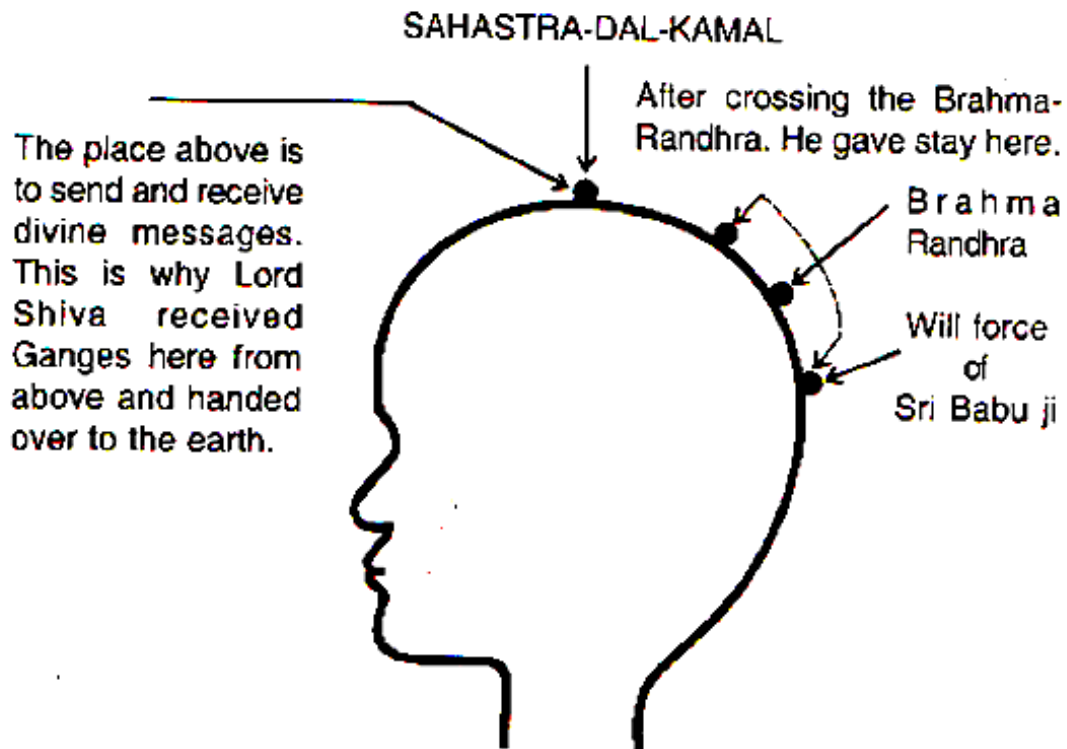 SAHASTRA-DAL-KAMAL
After crossing the Brahma-
Randhra. He gave stay here.
The place above is
to send and receive
divine messages.
This is why Lord
Shiva received
Ganges here from
above and handed
over to the earth.
Brahma
Randhra
Will force
of
Sri Babu ji